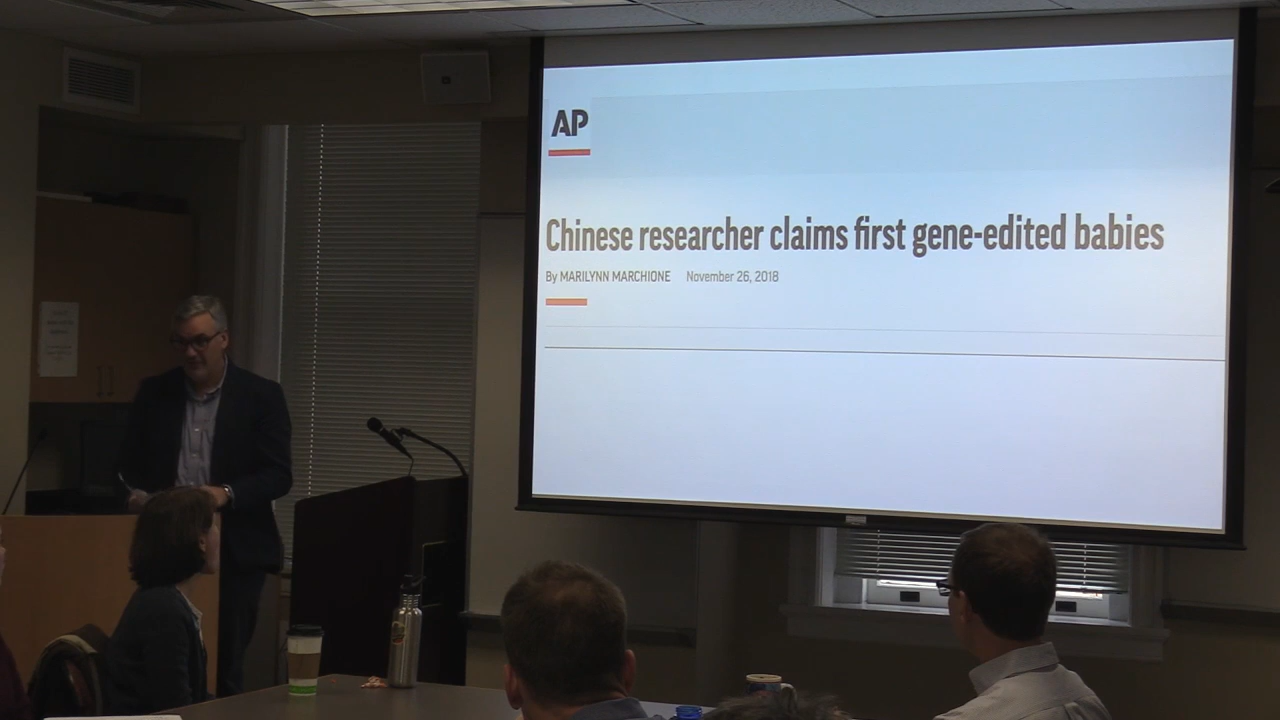 AP
Chinese researcher claims first gene-edited babies
By MARILYNN MARCHIONE November 26, 2018